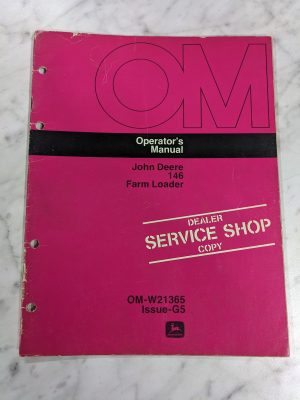 OM
Operator's
Manual
John Deere
146
Farm Loader
DEALER
SERVICE SHOP
COPY
OM-W21365
Issue-G5